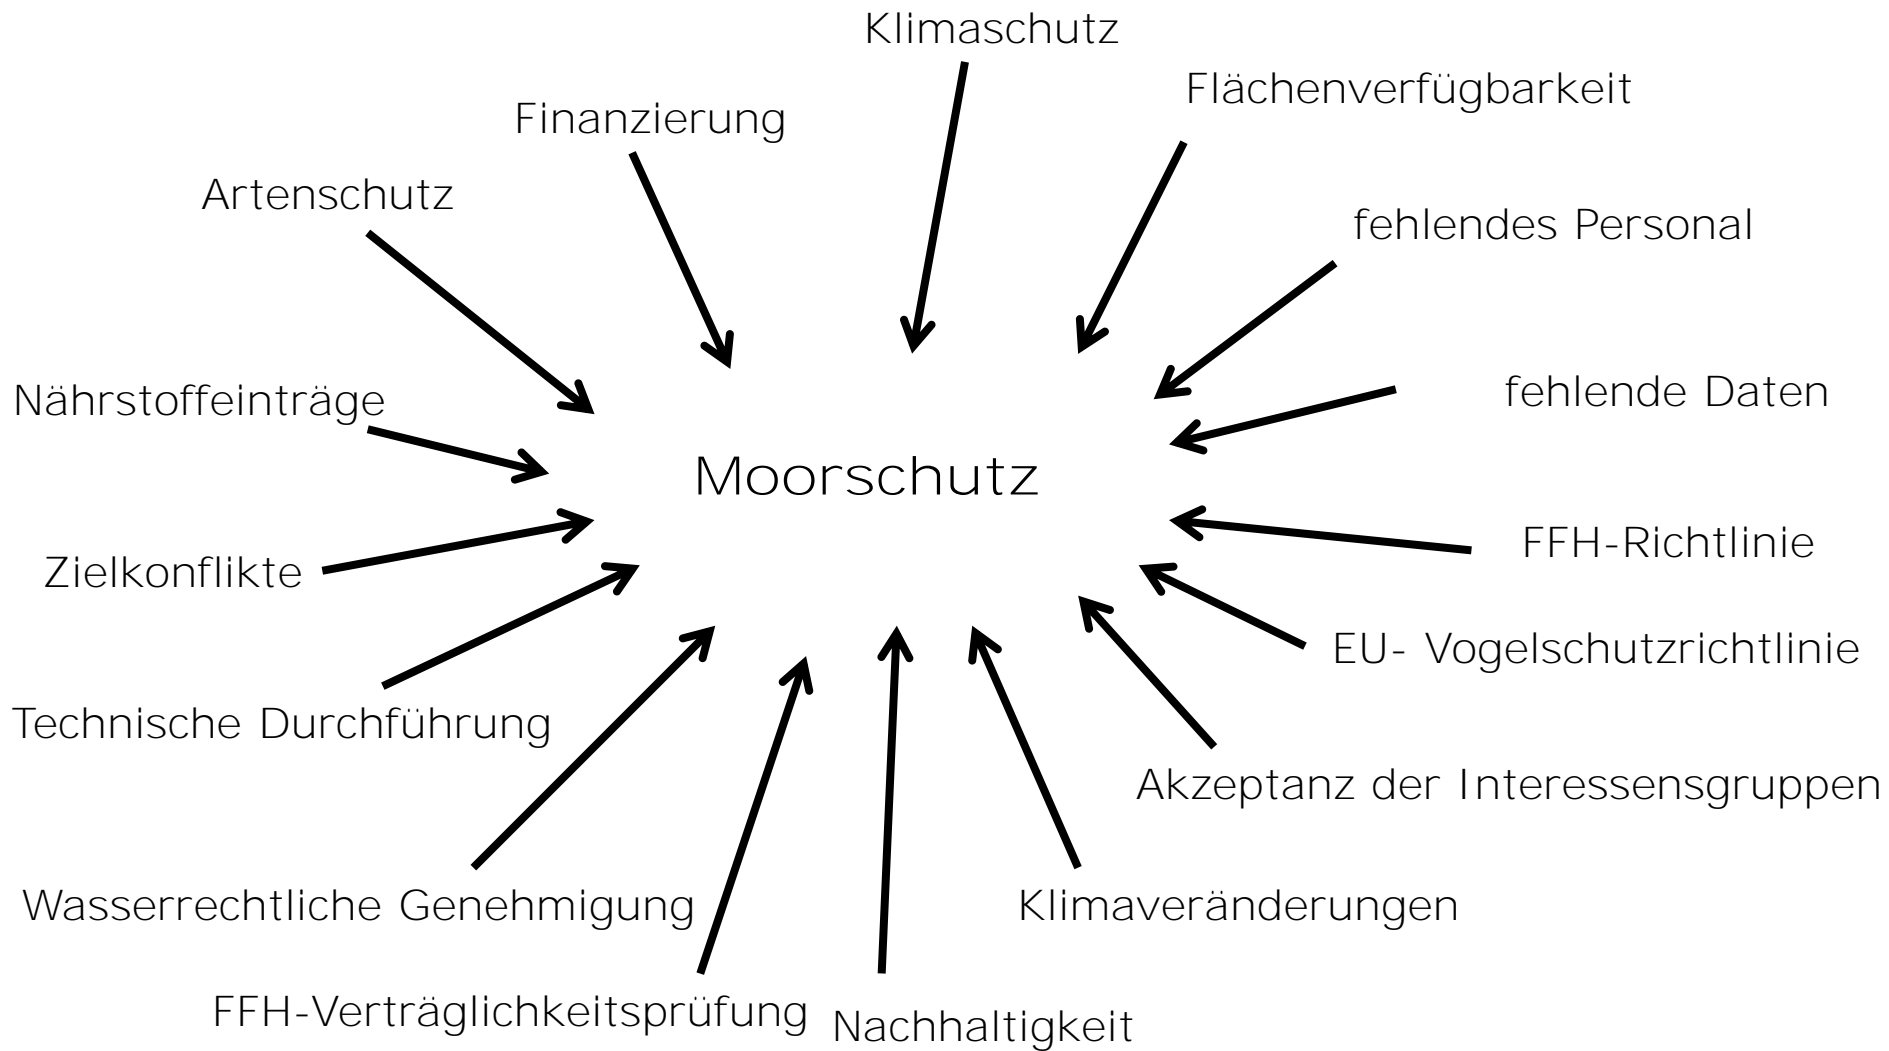 Klimaschutz
Flächenverfügbarkeit
Finanzierung
Artenschutz
fehlendes Personal
fehlende Daten
Nährstoffeinträge
Moorschutz
FFH-Richtlinie
Zielkonflikte
EU- Vogelschutzrichtlinie
Technische Durchführung
Akzeptanz der Interessensgruppen
Wasserrechtliche Genehmigung
Klimaveränderungen
FFH-Verträglichkeitsprüfung
Nachhaltigkeit